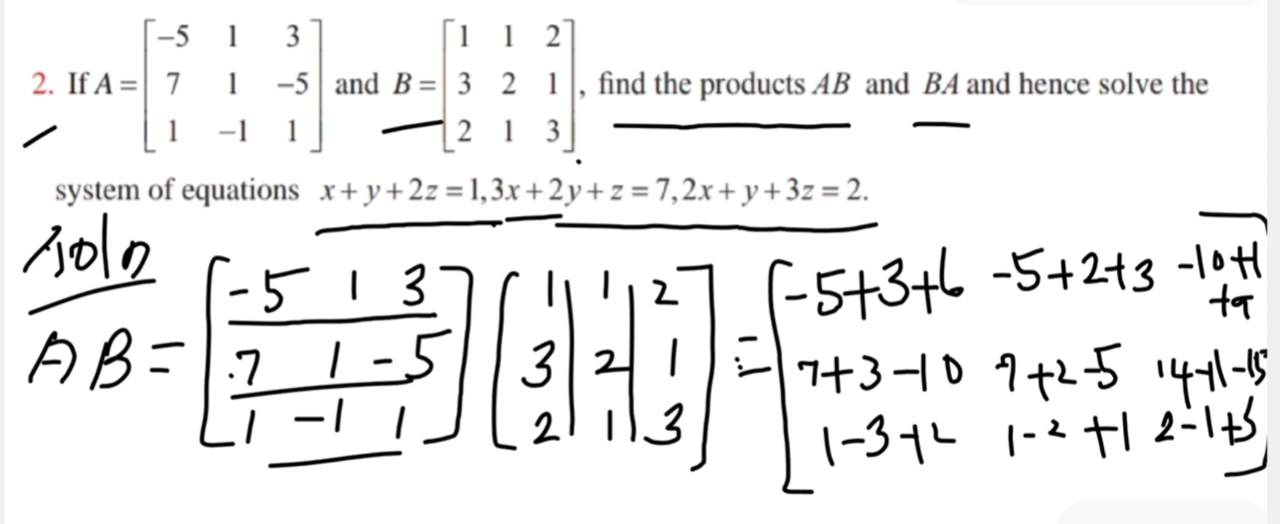 2. If A = [−5 1 3; 7 1 −5; 1 −1 1] and B = [1 1 2; 3 2 1; 2 1 3], find the products AB and BA and hence solve the
system of equations x + y + 2z = 1, 3x + 2y + z = 7, 2x + y + 3z = 2.
Soln
AB = [-5 1 3; 7 1 -5; 1 -1 1] [1 1 2; 3 2 1; 2 1 3] = [-5+3+6 -5+2+3 -10+1+9; 7+3-10 7+2-5 14+1-15; 1-3+2 1-2+1 2-1+3]